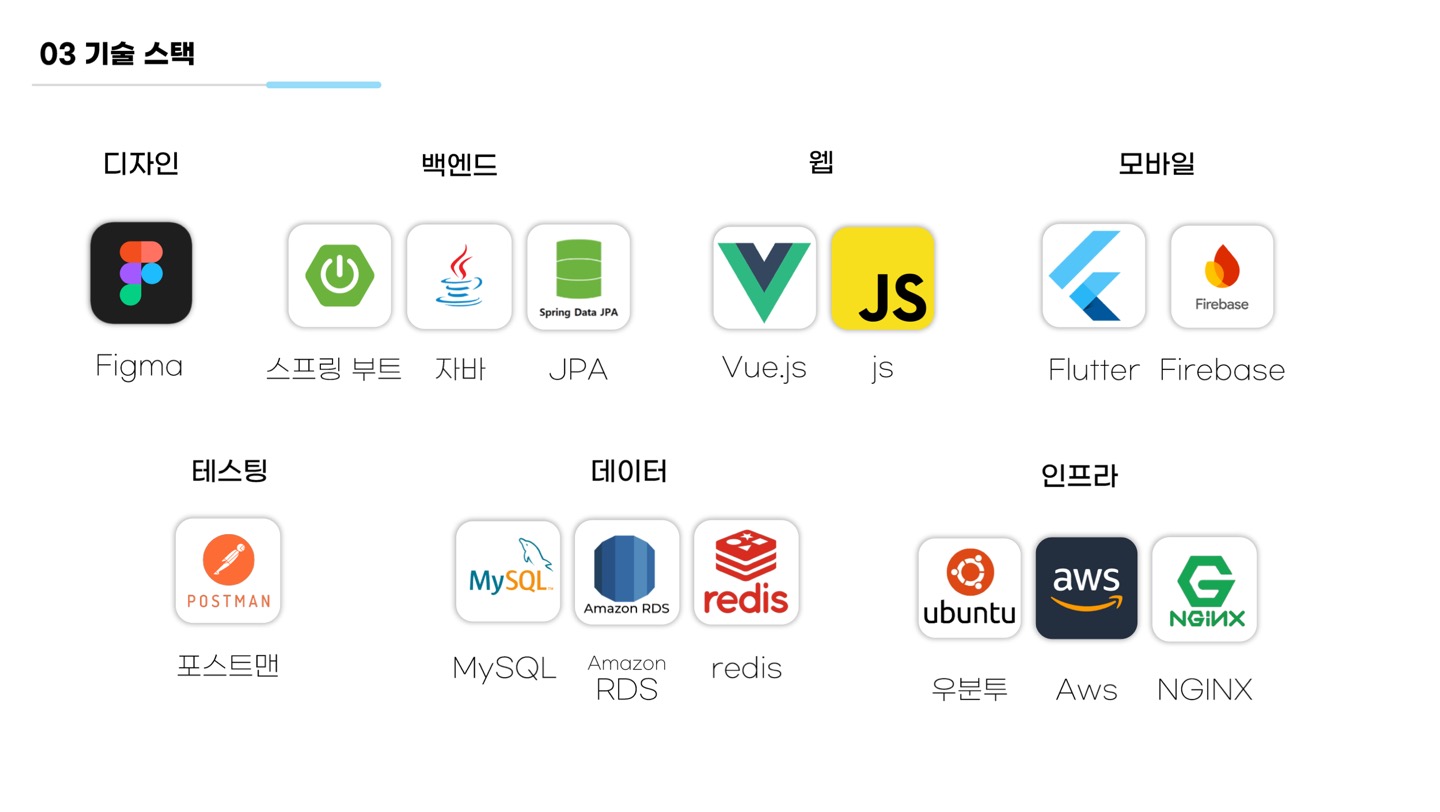 03 기술 스택
디자인
백엔드
웹
모바일
JS
Spring Data JPA
Firebase
Figma
스프링 부트
자바
JPA
Vue.js
js
Flutter
Firebase
테스팅
데이터
인프라
POSTMAN
MySQL™
Amazon RDS
redis
ubuntu
aws
NGINX
포스트맨
MySQL
Amazon
RDS
redis
우분투
Aws
NGINX